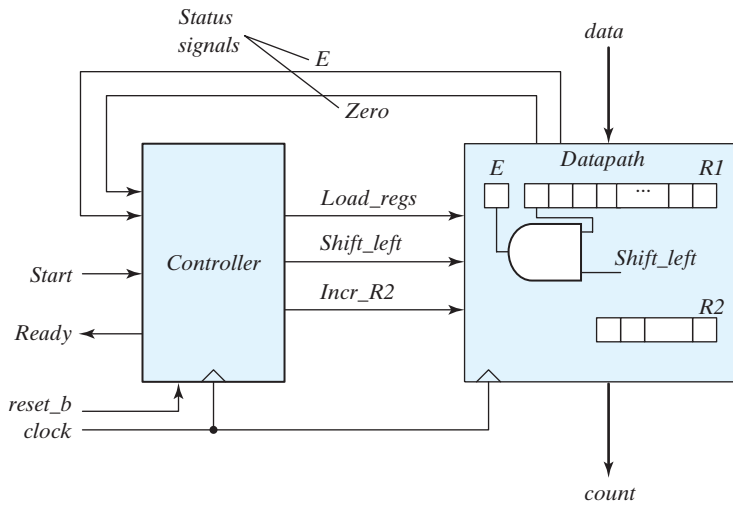 Status
signals
E
Zero
data
Datapath
E
R1
...
Load_regs
Shift_left
Incr_R2
Controller
Shift_left
R2
Start
Ready
reset_b
clock
count